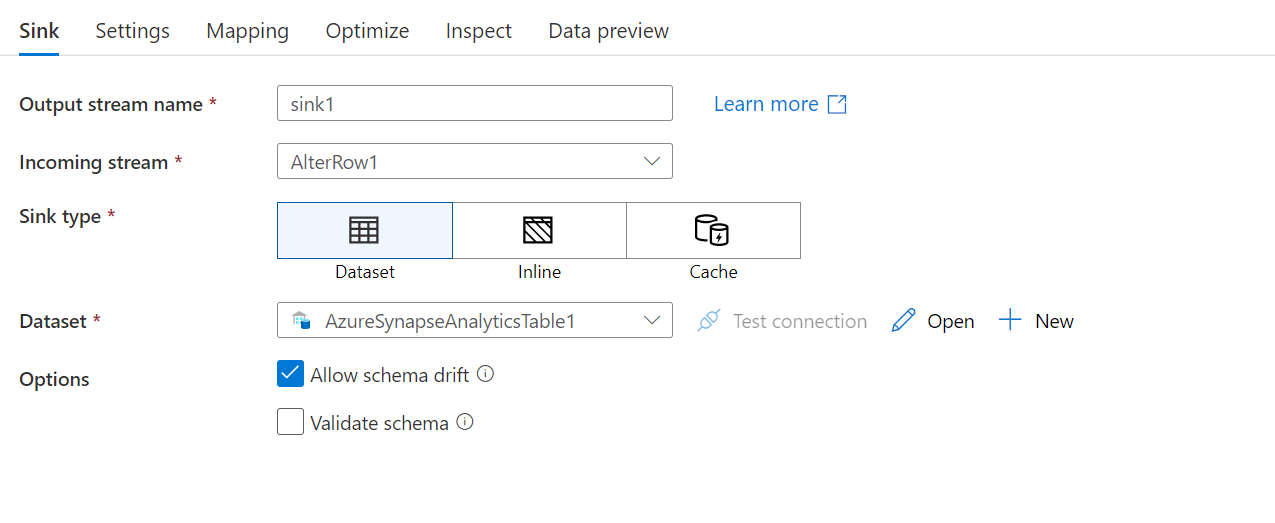 Sink Settings Mapping Optimize Inspect Data preview
Output stream name * sink1 Learn more
Incoming stream * AlterRow1
Sink type *
Dataset Inline Cache
Dataset * AzureSynapseAnalyticsTable1 Test connection Open New
Options Allow schema drift
Validate schema